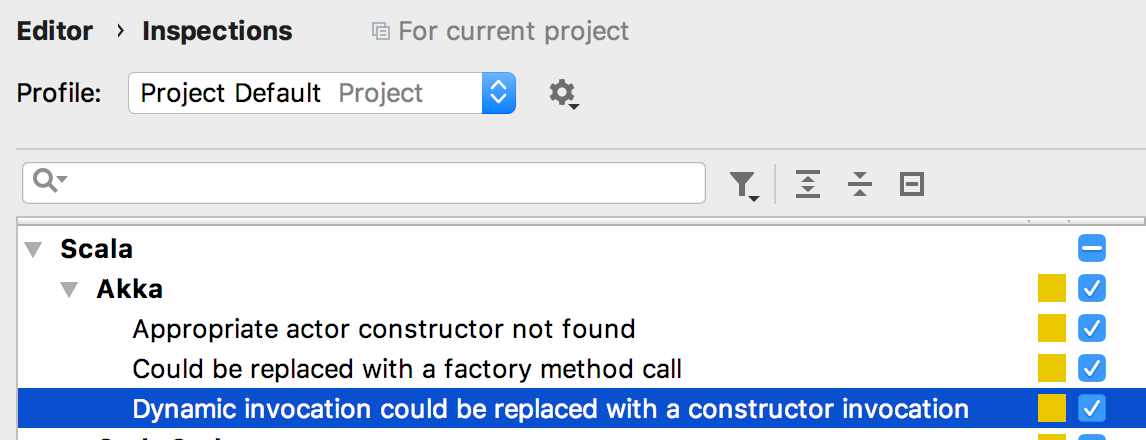 Editor › Inspections For current project
Profile: Project Default Project
Scala
Akka
Appropriate actor constructor not found
Could be replaced with a factory method call
Dynamic invocation could be replaced with a constructor invocation